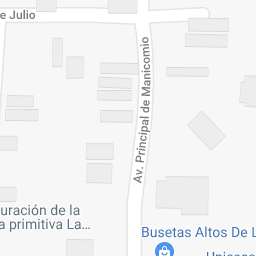 e Julio
Av. Principal de Manicomio
uración de la
a primitiva La...
Busetas Altos De L